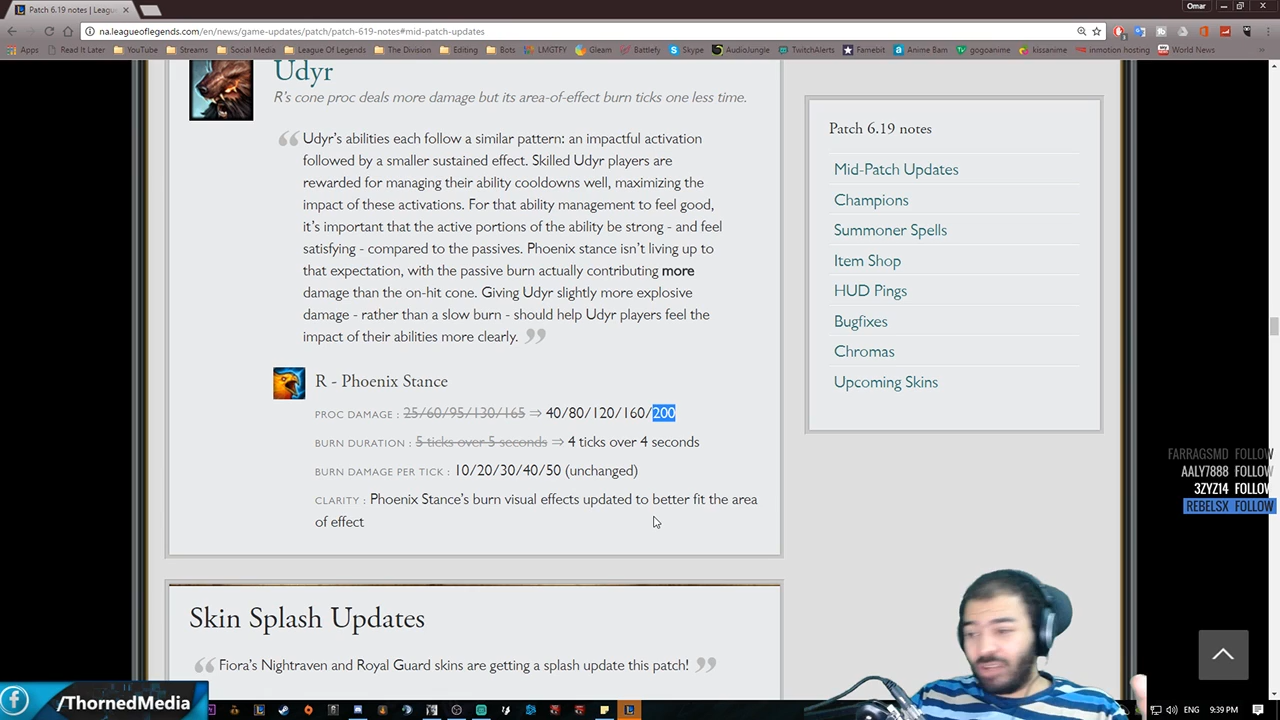 Patch 6.19 notes | Leagu
Omar
na.leagueoflegends.com/en/news/game-updates/patch/patch-619-notes#mid-patch-updates
Apps Read It Later YouTube Streams Social Media League Of Legends The Division Editing Bots LMGTFY Gleam Battlefy Skype AudioJungle TwitchAlerts Famebit Anime Bam gogoanime kissanime inmotion hosting World News
Udyr
R's cone proc deals more damage but its area-of-effect burn ticks one less time.
Udyr's abilities each follow a similar pattern: an impactful activation
followed by a smaller sustained effect. Skilled Udyr players are
rewarded for managing their ability cooldowns well, maximizing the
impact of these activations. For that ability management to feel good,
it's important that the active portions of the ability be strong - and feel
satisfying - compared to the passives. Phoenix stance isn't living up to
that expectation, with the passive burn actually contributing more
damage than the on-hit cone. Giving Udyr slightly more explosive
damage - rather than a slow burn - should help Udyr players feel the
impact of their abilities more clearly.
R - Phoenix Stance
PROC DAMAGE : 25/60/95/130/165 ⇒ 40/80/120/160/200
BURN DURATION : 5 ticks over 5 seconds ⇒ 4 ticks over 4 seconds
BURN DAMAGE PER TICK : 10/20/30/40/50 (unchanged)
CLARITY : Phoenix Stance's burn visual effects updated to better fit the area
of effect
Skin Splash Updates
Fiora's Nightraven and Royal Guard skins are getting a splash update this patch!
Patch 6.19 notes
Mid-Patch Updates
Champions
Summoner Spells
Item Shop
HUD Pings
Bugfixes
Chromas
Upcoming Skins
FARRAGSMD FOLLOW
AALY7888 FOLLOW
3ZYZ14 FOLLOW
REBELSX FOLLOW
/ThornedMedia
ENG 9:39 PM